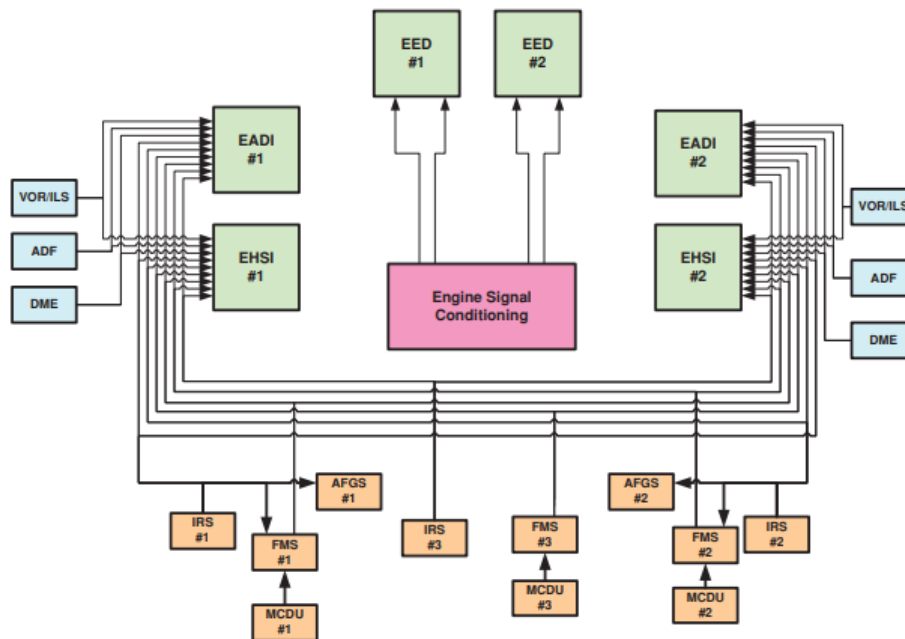 EED
#1
EED
#2
EADI
#1
EADI
#2
VOR/ILS
VOR/ILS
ADF
EHSI
#1
EHSI
#2
ADF
DME
Engine Signal
Conditioning
DME
AFGS
#1
AFGS
#2
IRS
#1
IRS
#3
FMS
#3
IRS
#2
FMS
#1
FMS
#2
MCDU
#1
MCDU
#3
MCDU
#2